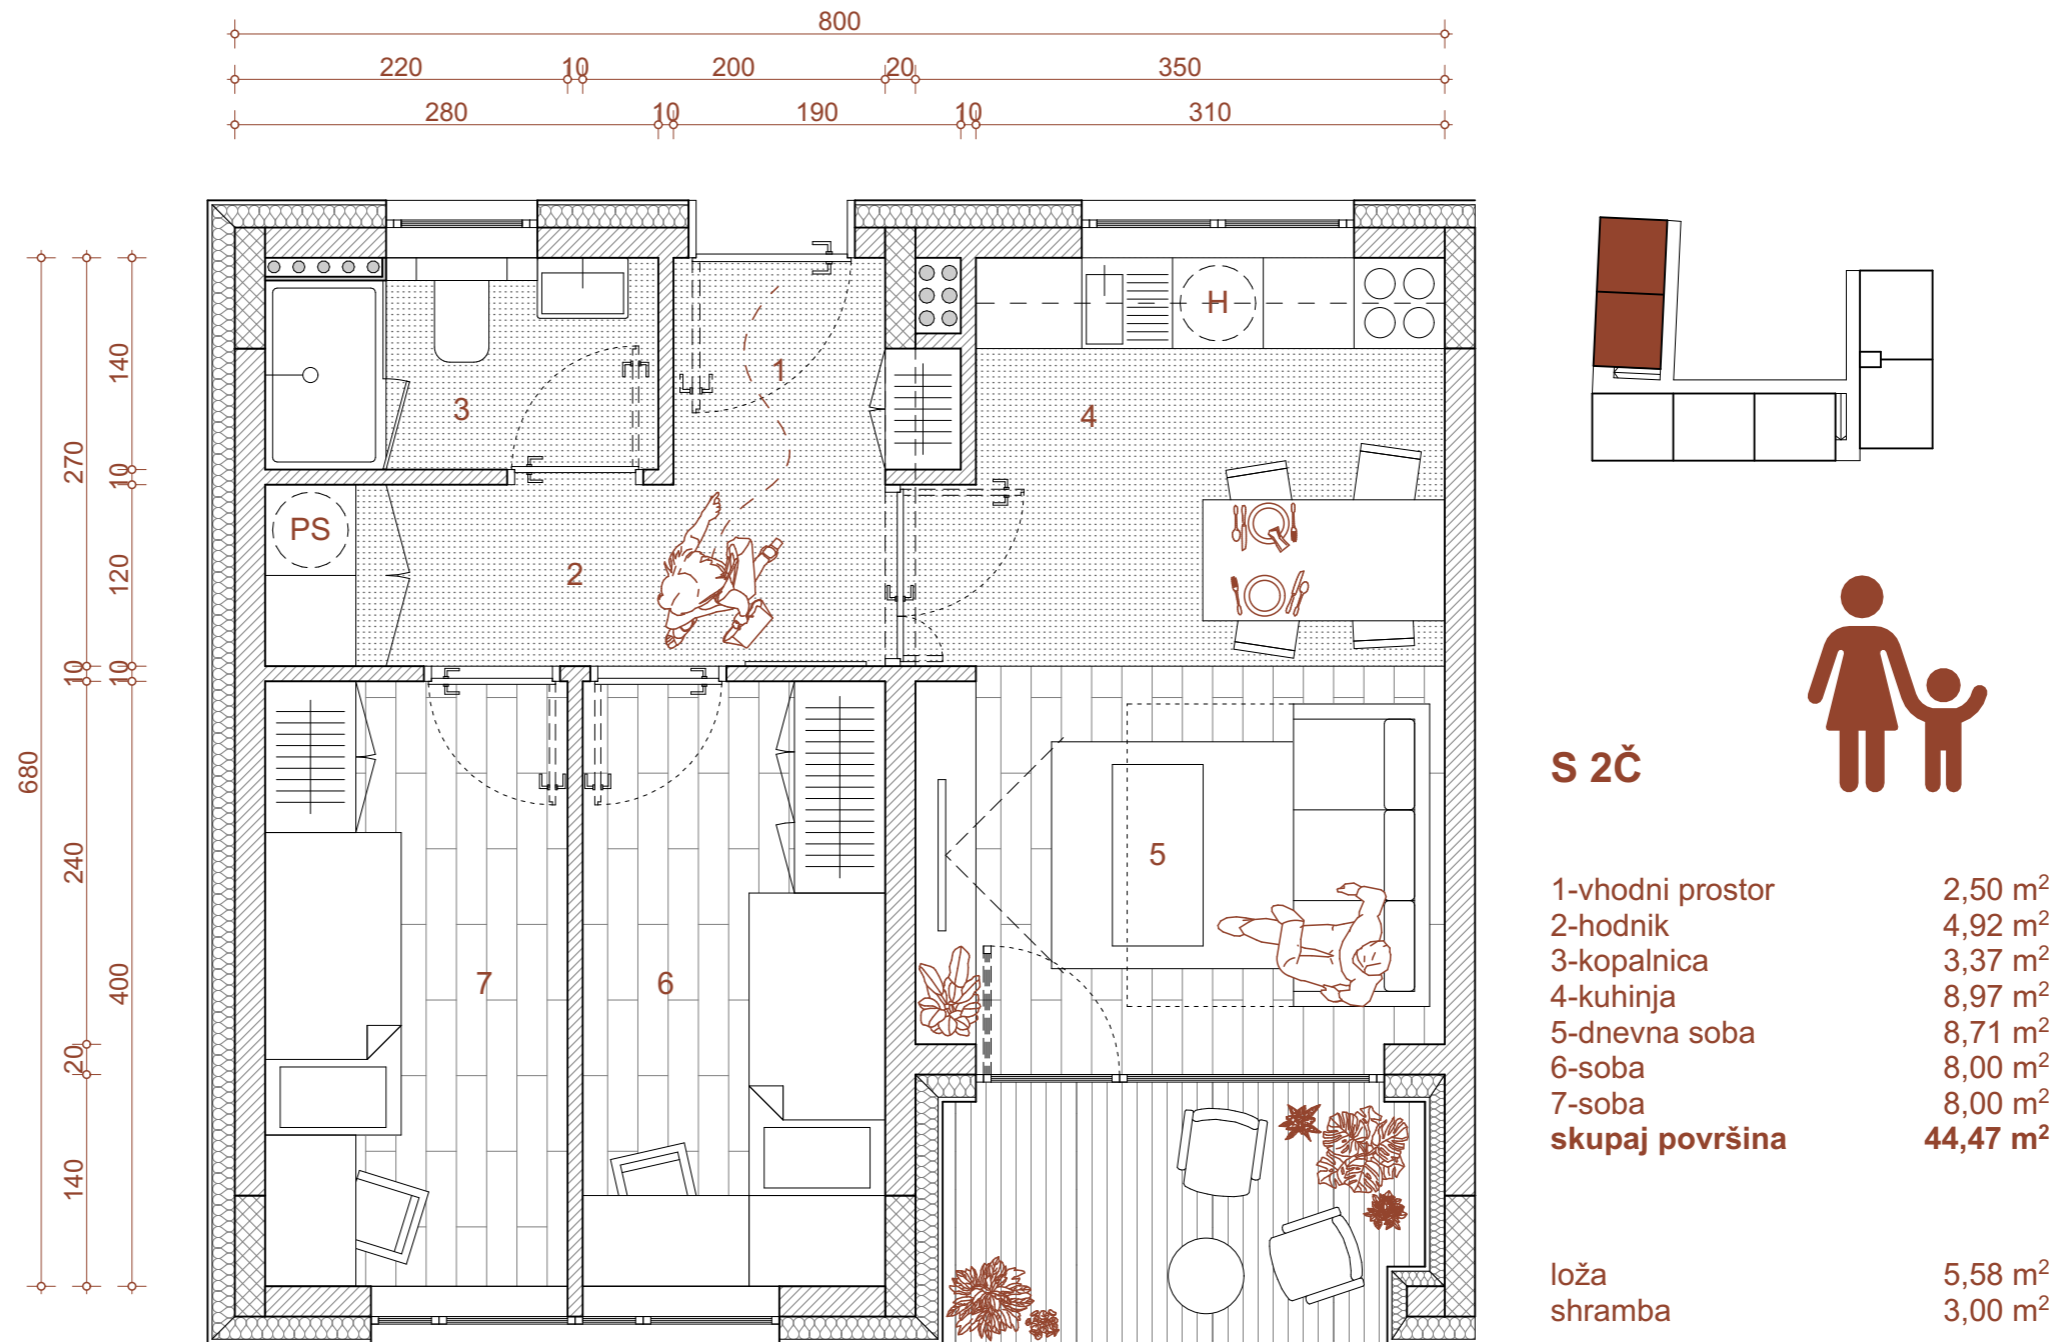 800
220 10 200 20 350
280 10 190 10 310
680
270 10 240 20 140
140 10 120 10 400
1
2
3
4
5
6
7
H
PS
S 2Č
1-vhodni prostor 2,50 m²
2-hodnik 4,92 m²
3-kopalnica 3,37 m²
4-kuhinja 8,97 m²
5-dnevna soba 8,71 m²
6-soba 8,00 m²
7-soba 8,00 m²
skupaj površina 44,47 m²
loža 5,58 m²
shramba 3,00 m²